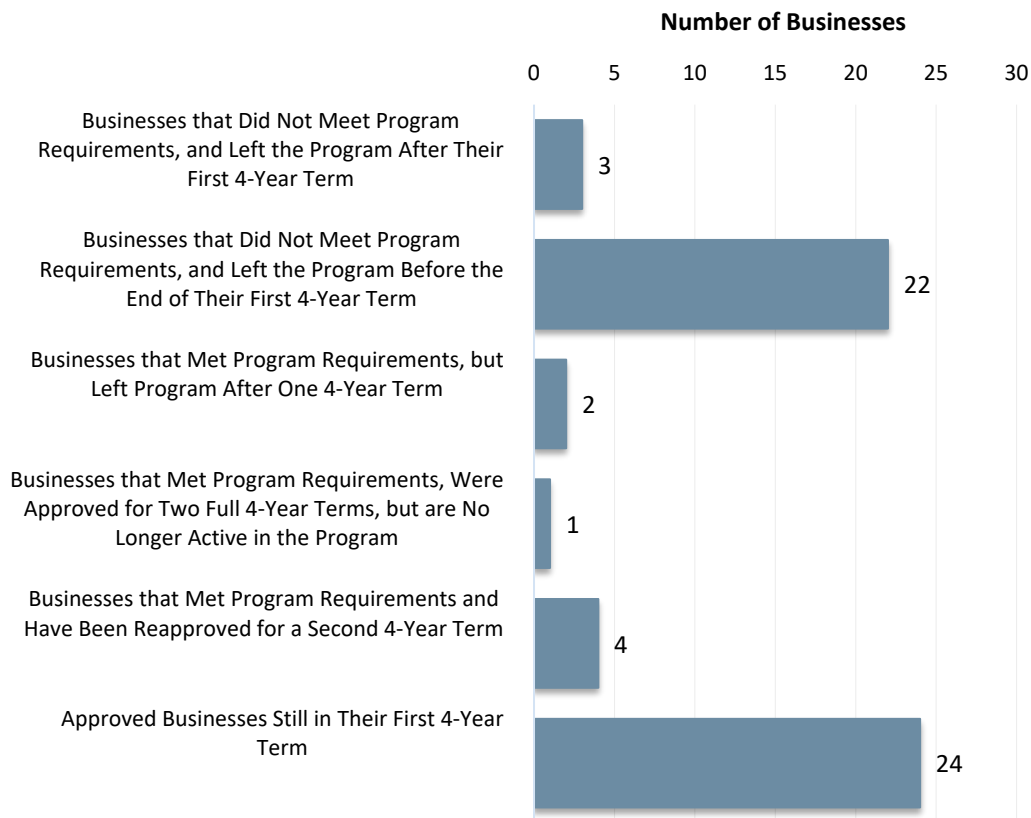 Number of Businesses
0 5 10 15 20 25 30
Businesses that Did Not Meet Program
Requirements, and Left the Program After Their
First 4-Year Term
3
Businesses that Did Not Meet Program
Requirements, and Left the Program Before the
End of Their First 4-Year Term
22
Businesses that Met Program Requirements, but
Left Program After One 4-Year Term
2
Businesses that Met Program Requirements, Were
Approved for Two Full 4-Year Terms, but are No
Longer Active in the Program
1
Businesses that Met Program Requirements and
Have Been Reapproved for a Second 4-Year Term
4
Approved Businesses Still in Their First 4-Year
Term
24